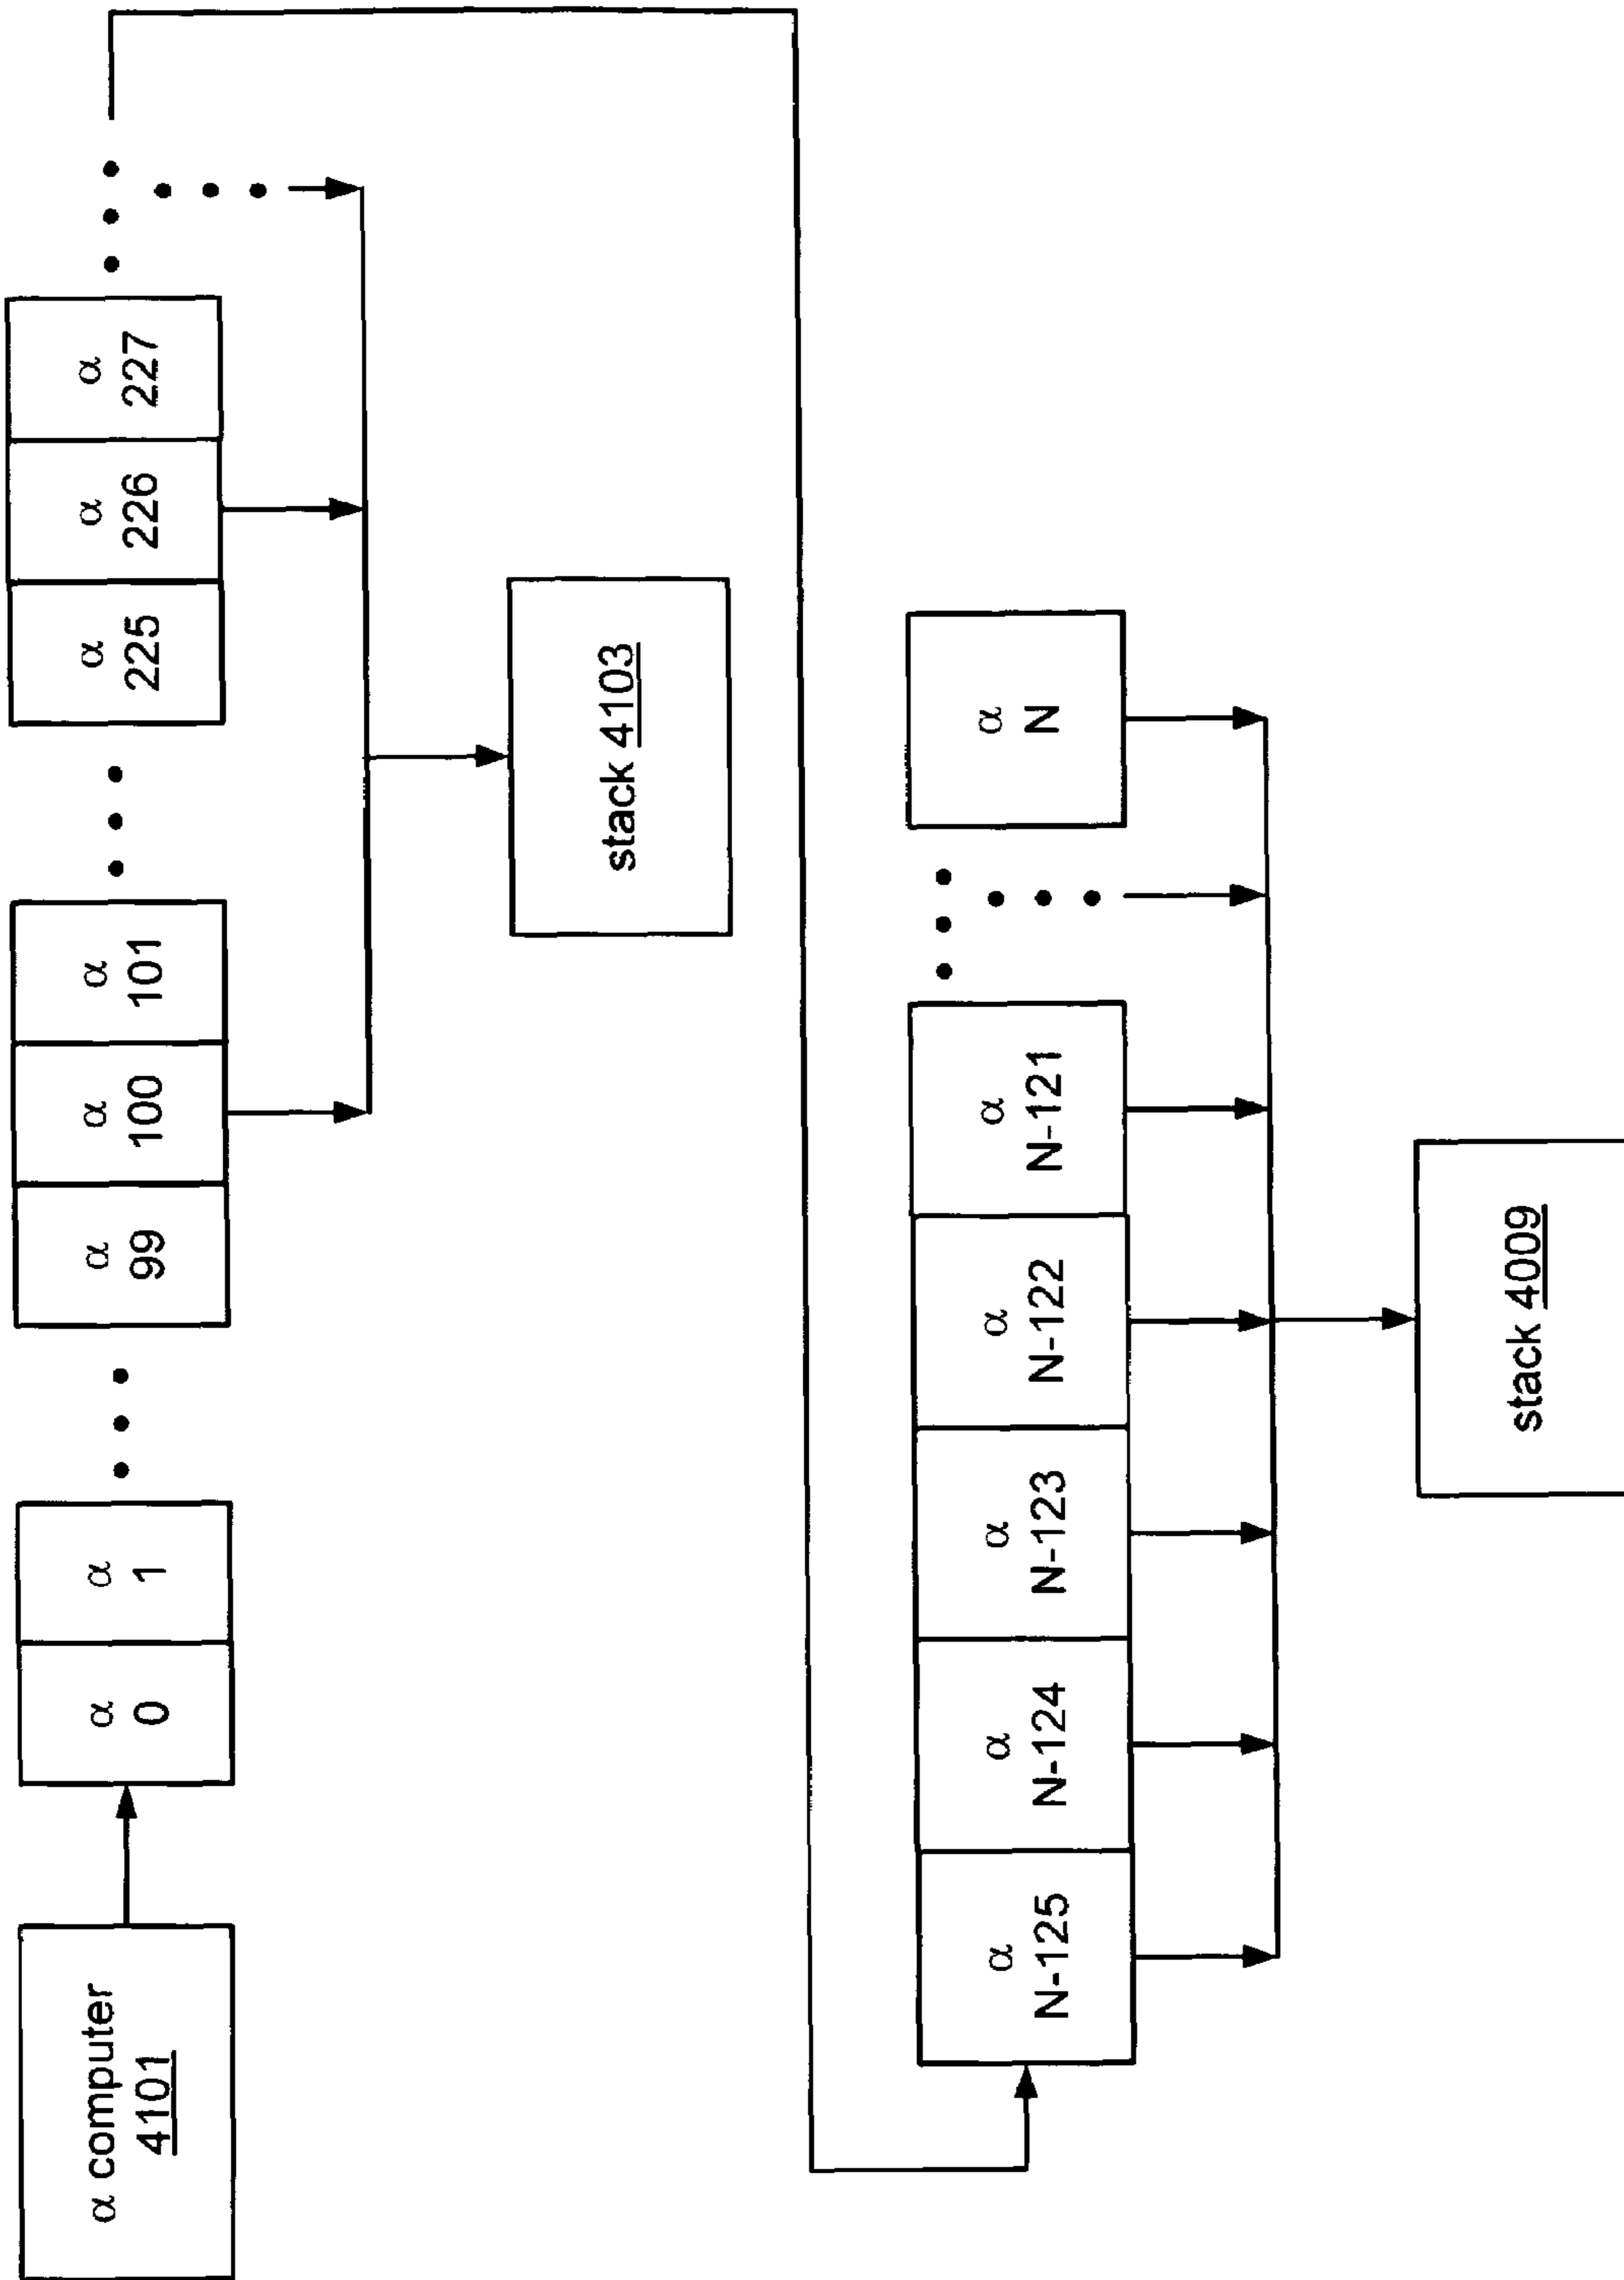 α computer
4101
α
0
α
1
α
99
α
100
α
101
α
225
α
226
α
227
stack 4103
α
N-125
α
N-124
α
N-123
α
N-122
α
N-121
α
N
stack 4009